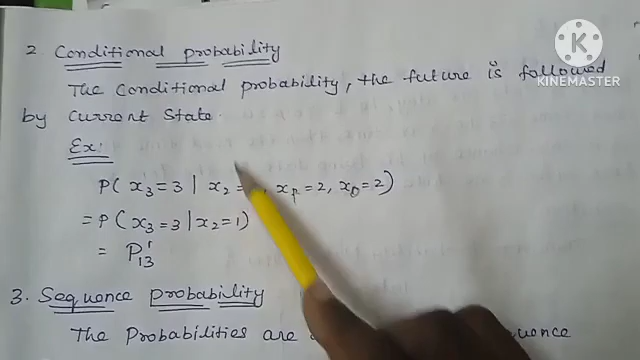 2 Conditional probability
The Conditional probability, the future is followed
by Current State.
Ex:
P( x₃=3 | x₂= , x₁=2, x₀=2)
= P( x₃=3 | x₂=1)
= P₁₃'
3. Sequence probability
The Probabilities are
KINEMASTER